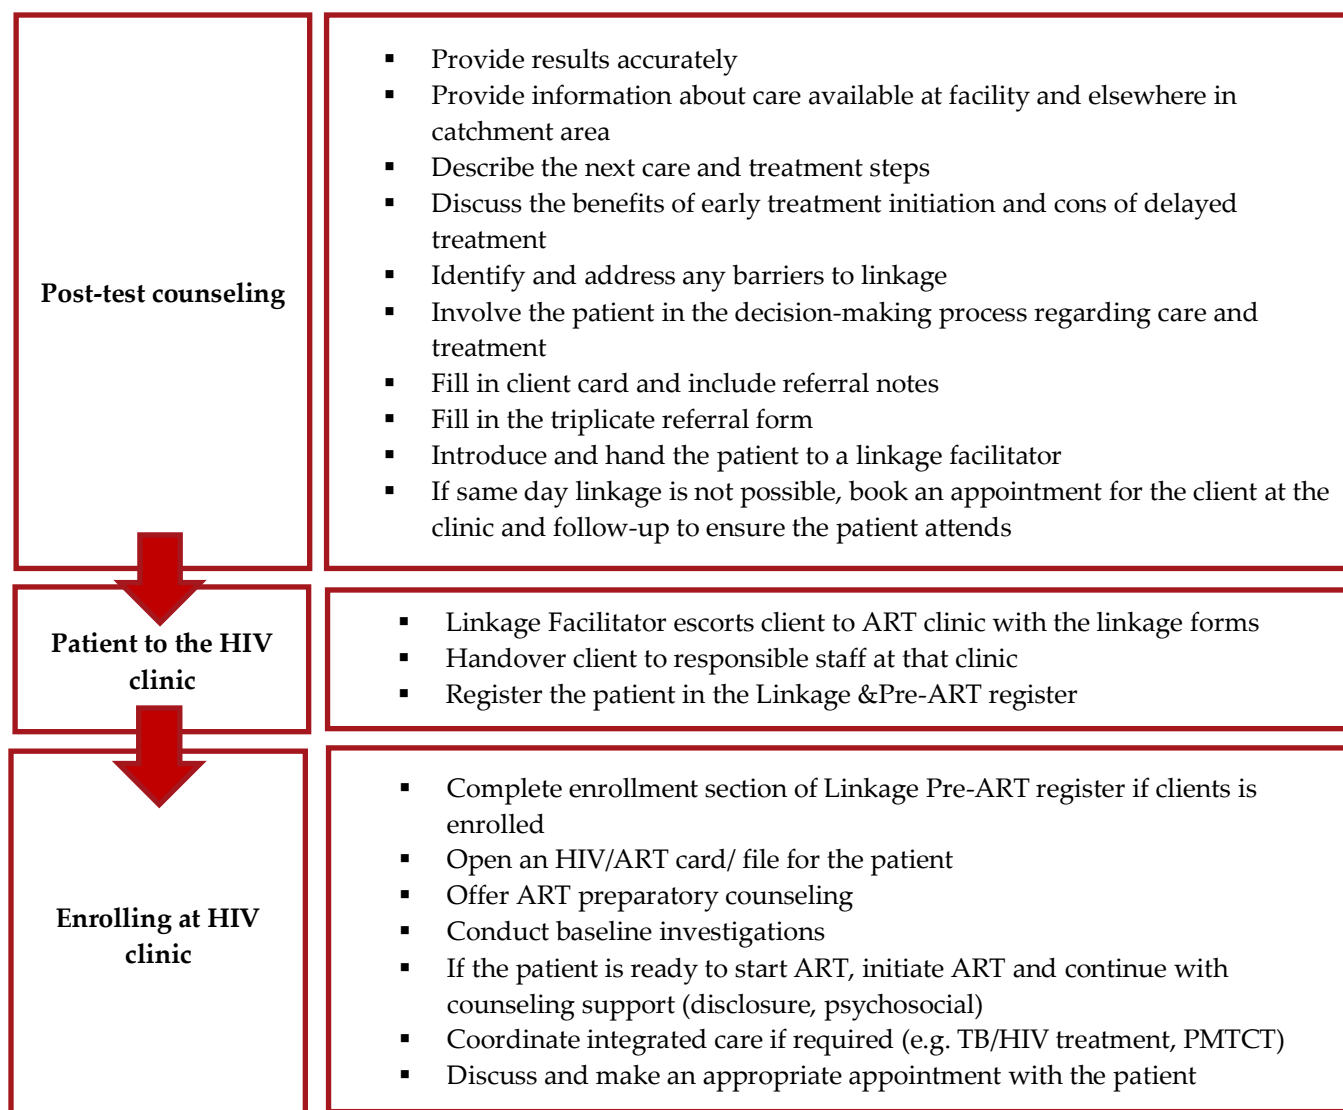 Post-test counseling
▪ Provide results accurately
▪ Provide information about care available at facility and elsewhere in
catchment area
▪ Describe the next care and treatment steps
▪ Discuss the benefits of early treatment initiation and cons of delayed
treatment
▪ Identify and address any barriers to linkage
▪ Involve the patient in the decision-making process regarding care and
treatment
▪ Fill in client card and include referral notes
▪ Fill in the triplicate referral form
▪ Introduce and hand the patient to a linkage facilitator
▪ If same day linkage is not possible, book an appointment for the client at the
clinic and follow-up to ensure the patient attends
Patient to the HIV
clinic
▪ Linkage Facilitator escorts client to ART clinic with the linkage forms
▪ Handover client to responsible staff at that clinic
▪ Register the patient in the Linkage &Pre-ART register
Enrolling at HIV
clinic
▪ Complete enrollment section of Linkage Pre-ART register if clients is
enrolled
▪ Open an HIV/ART card/ file for the patient
▪ Offer ART preparatory counseling
▪ Conduct baseline investigations
▪ If the patient is ready to start ART, initiate ART and continue with
counseling support (disclosure, psychosocial)
▪ Coordinate integrated care if required (e.g. TB/HIV treatment, PMTCT)
▪ Discuss and make an appropriate appointment with the patient